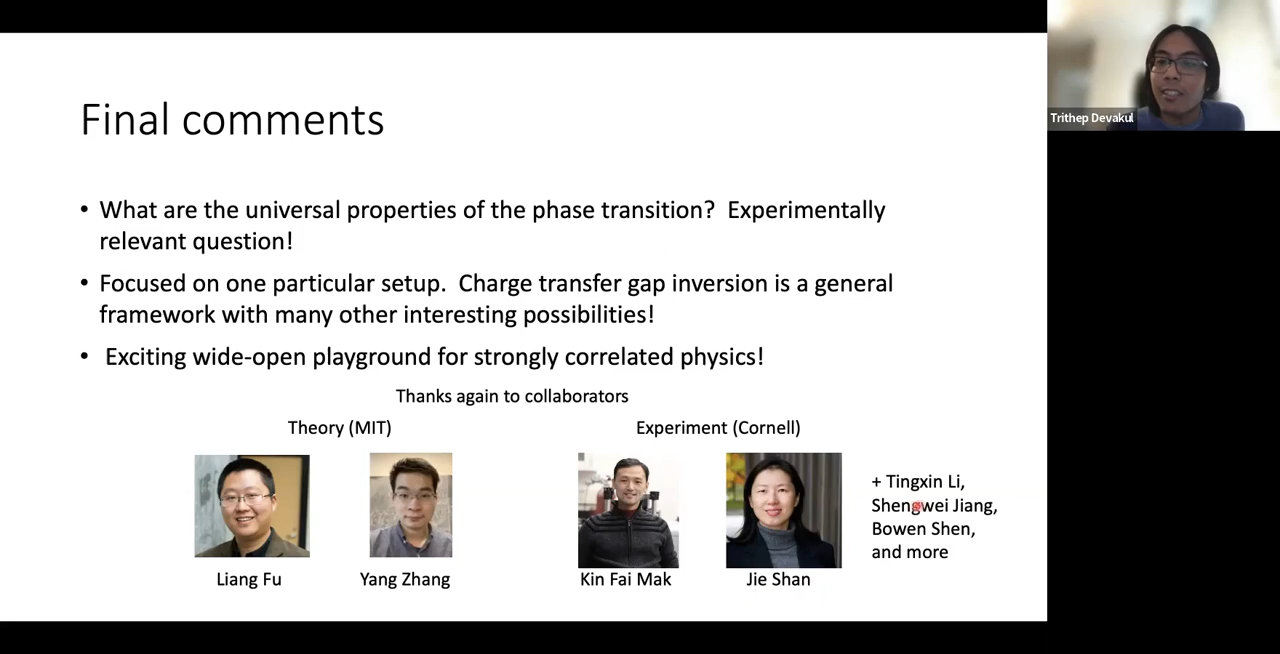 Final comments
Trithep Devakul
• What are the universal properties of the phase transition?  Experimentally
relevant question!
• Focused on one particular setup.  Charge transfer gap inversion is a general
framework with many other interesting possibilities!
• Exciting wide-open playground for strongly correlated physics!
Thanks again to collaborators
Theory (MIT)
Experiment (Cornell)
+ Tingxin Li,
Shengwei Jiang,
Bowen Shen,
and more
Liang Fu
Yang Zhang
Kin Fai Mak
Jie Shan